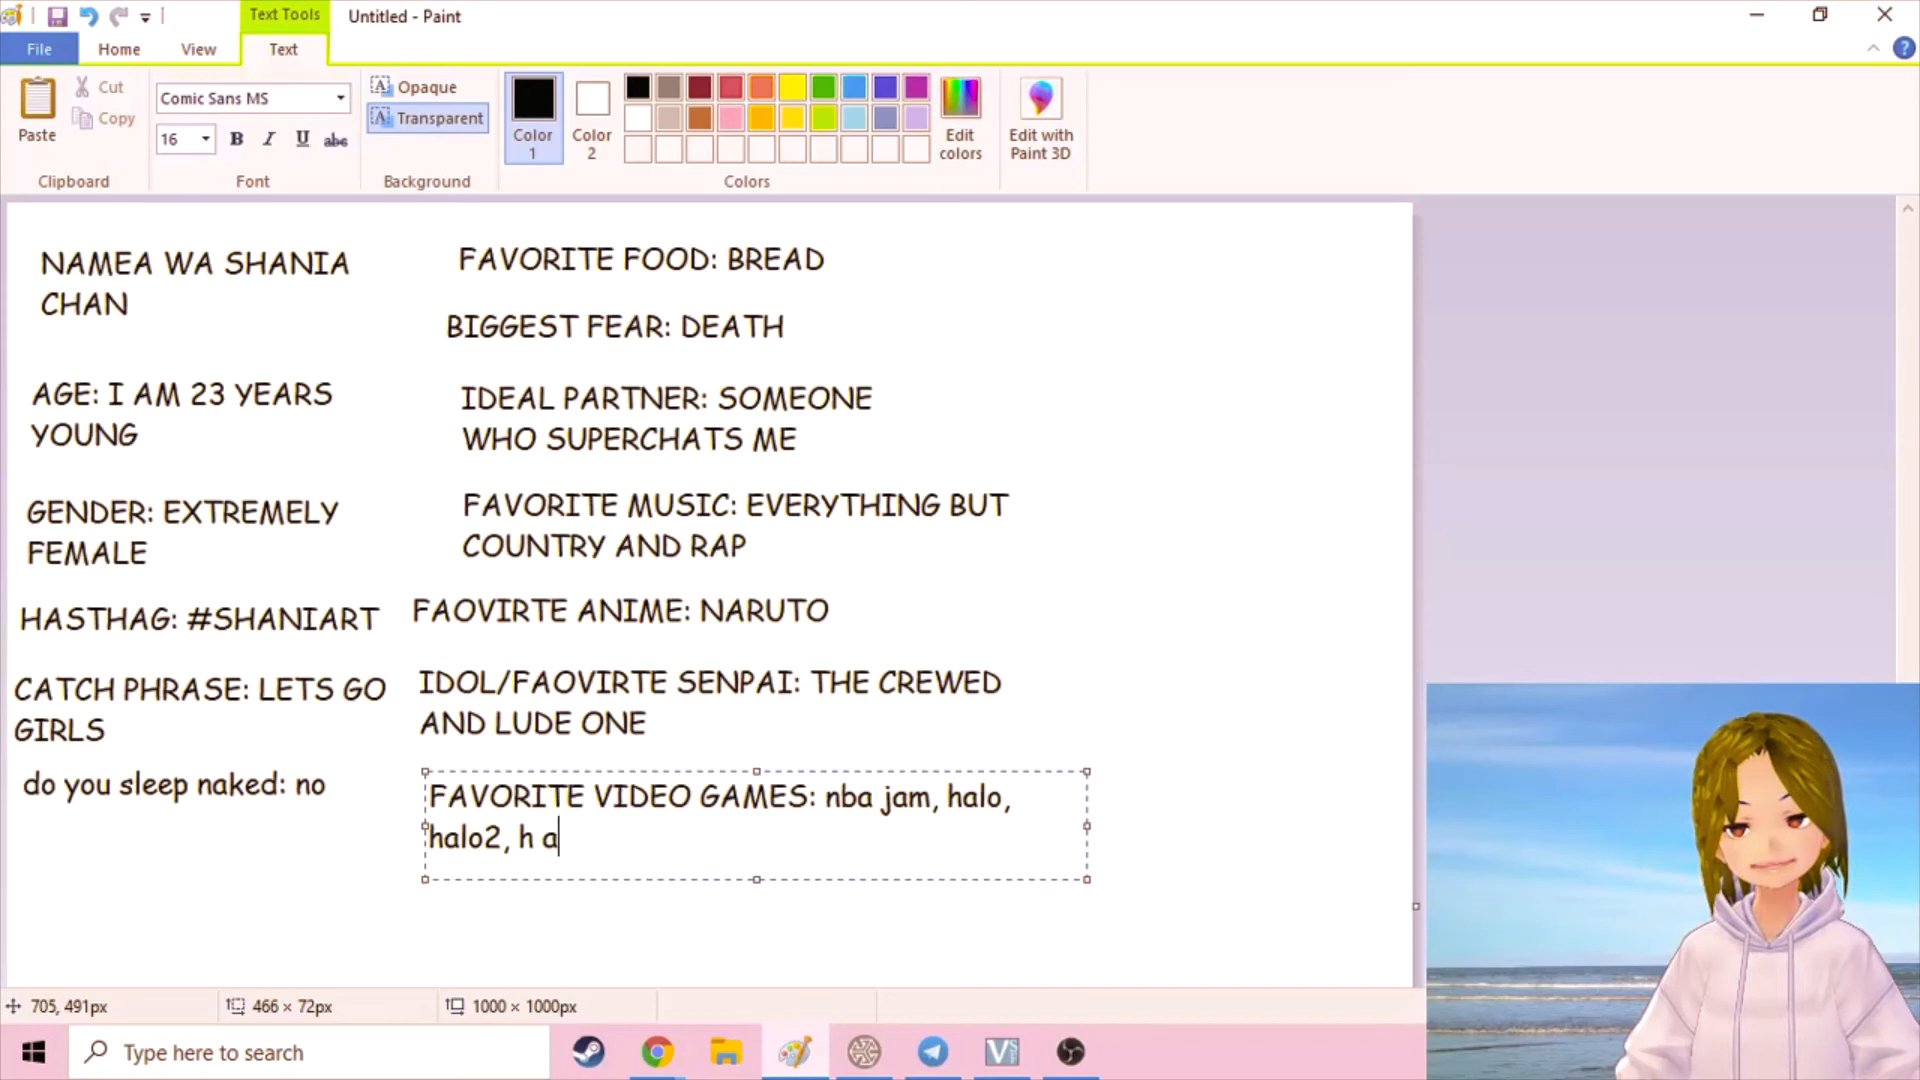 Text Tools
Untitled - Paint
File
Home
View
Text
Paste
Cut
Copy
Clipboard
Comic Sans MS
16
B
I
U
abc
Font
Opaque
Transparent
Background
Color
1
Color
2
Colors
Edit
colors
Edit with
Paint 3D
NAMEA WA SHANIA
CHAN
AGE: I AM 23 YEARS
YOUNG
GENDER: EXTREMELY
FEMALE
HASTHAG: #SHANIART
CATCH PHRASE: LETS GO
GIRLS
do you sleep naked: no
FAVORITE FOOD: BREAD
BIGGEST FEAR: DEATH
IDEAL PARTNER: SOMEONE
WHO SUPERCHATS ME
FAVORITE MUSIC: EVERYTHING BUT
COUNTRY AND RAP
FAOVIRTE ANIME: NARUTO
IDOL/FAOVIRTE SENPAI: THE CREWED
AND LUDE ONE
FAVORITE VIDEO GAMES: nba jam, halo,
halo2, h a
705, 491px
466 × 72px
1000 × 1000px
Type here to search